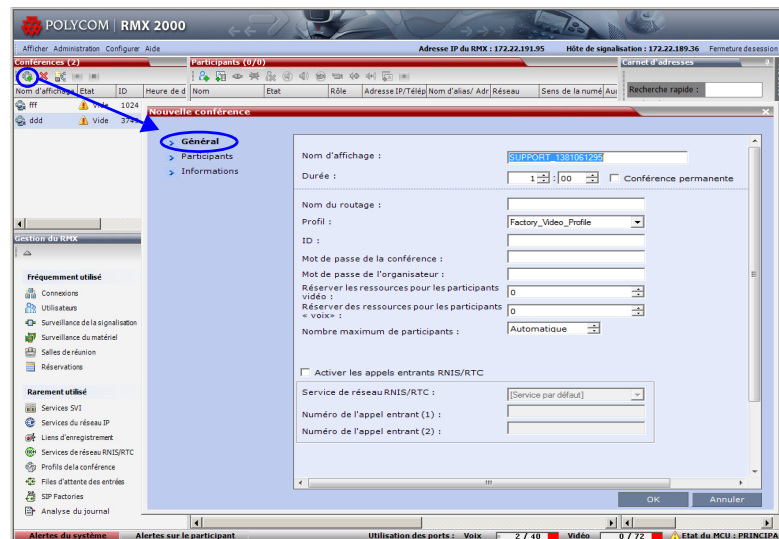 POLYCOM | RMX 2000
Afficher Administration Configurer Aide
Adresse IP du RMX : 172.22.191.95 Hôte de signalisation : 172.22.189.36 Fermeture de session
Conférences (2)
Participants (0/0)
Carnet d'adresses
Nom d'affichage Etat ID Heure de d
Nom Etat Rôle Adresse IP/Télép Nom d'alias/ Adr Réseau Sens de la numé Aud
Recherche rapide :
fff Vide 1024
ddd Vide 3749
Nouvelle conférence
Général
Participants
Informations
Nom d'affichage : SUPPORT_1381061295
Durée : 1 : 00 Conférence permanente
Nom du routage :
Profil : Factory_Video_Profile
ID :
Mot de passe de la conférence :
Mot de passe de l'organisateur :
Réserver les ressources pour les participants vidéo : 0
Réserver des ressources pour les participants « voix» : 0
Nombre maximum de participants : Automatique
Activer les appels entrants RNIS/RTC
Service de réseau RNIS/RTC : [Service par défaut]
Numéro de l'appel entrant (1) :
Numéro de l'appel entrant (2) :
OK Annuler
Gestion du RMX
Fréquemment utilisé
Connexions
Utilisateurs
Surveillance de la signalisation
Surveillance du matériel
Salles de réunion
Réservations
Rarement utilisé
Services SVI
Services du réseau IP
Liens d'enregistrement
Services de réseau RNIS/RTC
Profils de la conférence
Files d'attente des entrées
SIP Factories
Analyse du journal
Alertes du système Alertes sur le participant Utilisation des ports : Voix 2 / 40 Vidéo 0 / 72 Etat du MCU : PRINCIPA